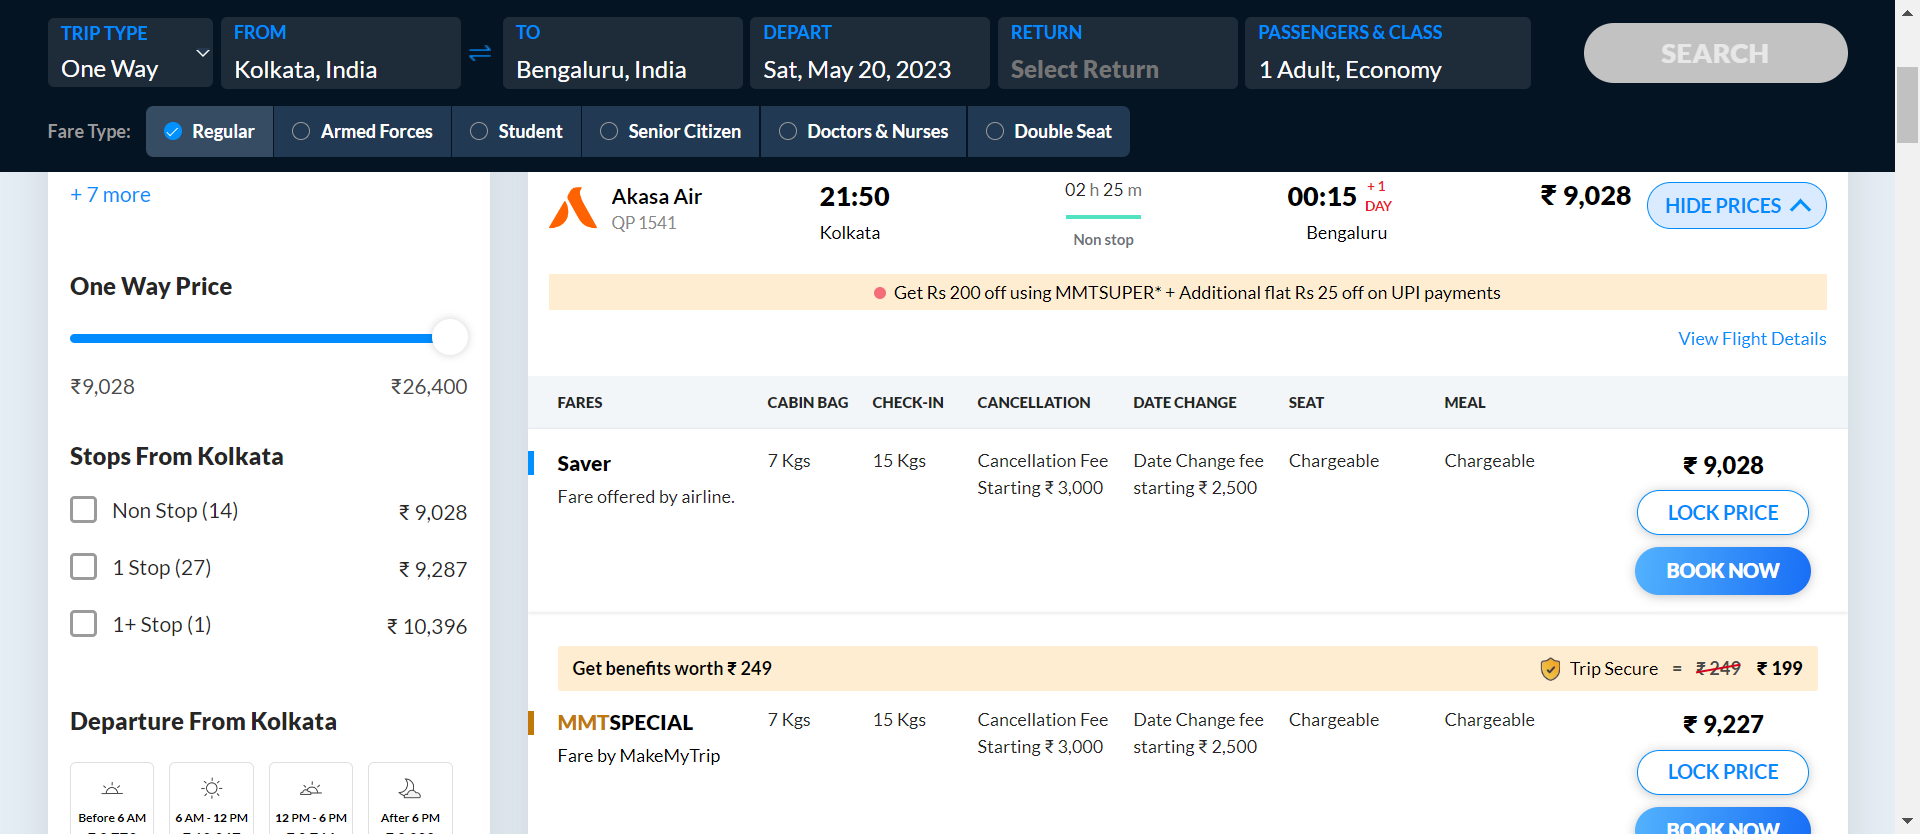 TRIP TYPE
One Way
FROM
Kolkata, India
TO
Bengaluru, India
DEPART
Sat, May 20, 2023
RETURN
Select Return
PASSENGERS & CLASS
1 Adult, Economy
SEARCH
Fare Type:
Regular
Armed Forces
Student
Senior Citizen
Doctors & Nurses
Double Seat
+ 7 more
One Way Price
₹9,028
₹26,400
Stops From Kolkata
Non Stop (14)
₹ 9,028
1 Stop (27)
₹ 9,287
1+ Stop (1)
₹ 10,396
Departure From Kolkata
Before 6 AM
6 AM - 12 PM
12 PM - 6 PM
After 6 PM
Akasa Air
QP 1541
21:50
Kolkata
02 h 25 m
Non stop
00:15
+ 1
DAY
Bengaluru
₹ 9,028
HIDE PRICES
Get Rs 200 off using MMTSUPER* + Additional flat Rs 25 off on UPI payments
View Flight Details
FARES
CABIN BAG
CHECK-IN
CANCELLATION
DATE CHANGE
SEAT
MEAL
Saver
Fare offered by airline.
7 Kgs
15 Kgs
Cancellation Fee
Starting ₹ 3,000
Date Change fee
starting ₹ 2,500
Chargeable
Chargeable
₹ 9,028
LOCK PRICE
BOOK NOW
Get benefits worth ₹ 249
Trip Secure = ₹ 249 ₹ 199
MMTSPECIAL
Fare by MakeMyTrip
7 Kgs
15 Kgs
Cancellation Fee
Starting ₹ 3,000
Date Change fee
starting ₹ 2,500
Chargeable
Chargeable
₹ 9,227
LOCK PRICE
BOOK NOW